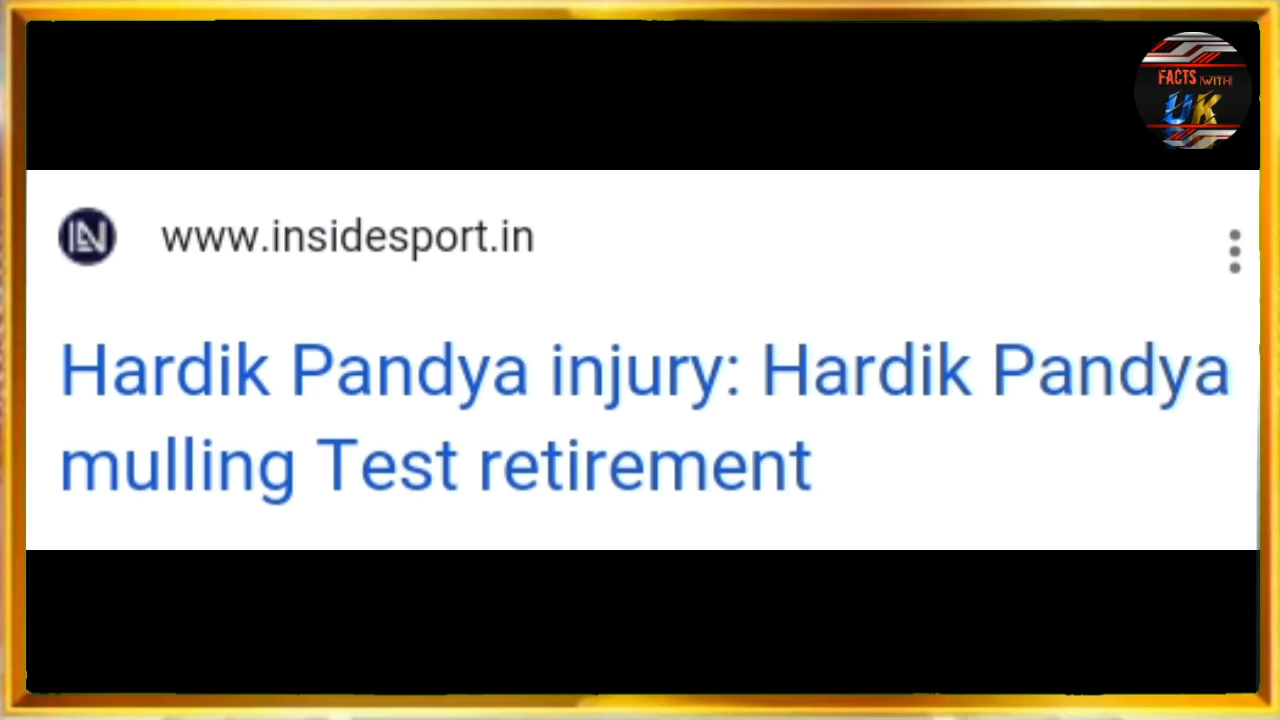 FACTS WITH
UK
www.insidesport.in
Hardik Pandya injury: Hardik Pandya
mulling Test retirement